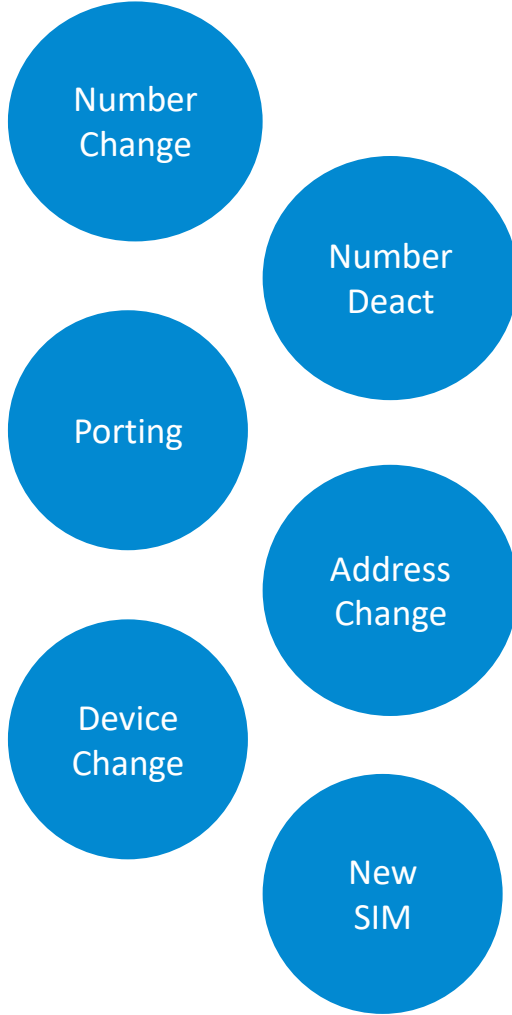 Number
Change
Number
Deact
Porting
Address
Change
Device
Change
New
SIM